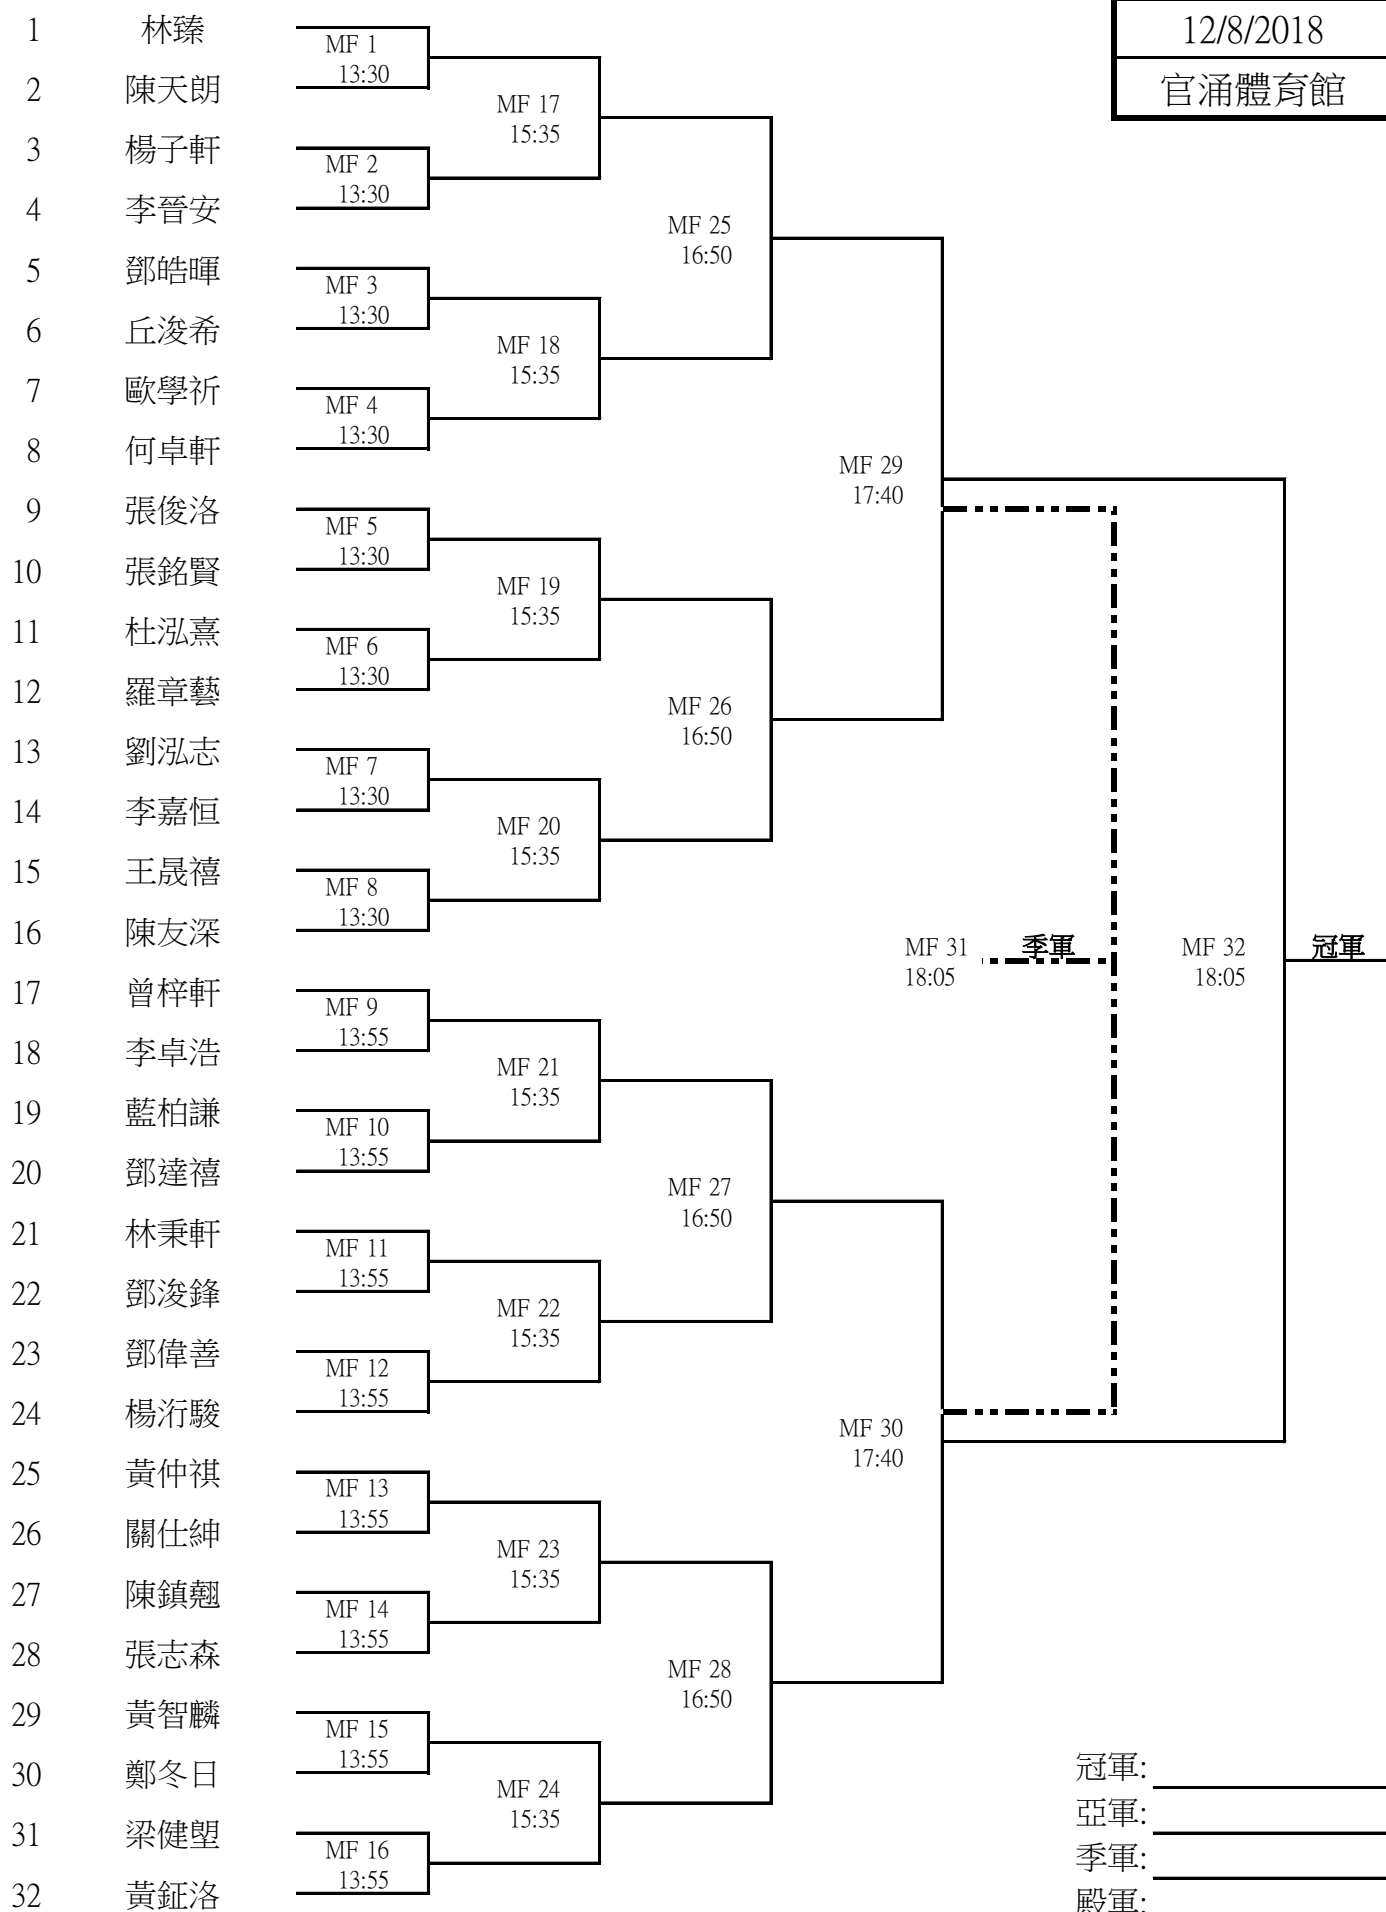 12/8/2018
官涌體育館
1 林臻
2 陳天朗
3 楊子軒
4 李晉安
5 鄧皓暉
6 丘浚希
7 歐學祈
8 何卓軒
9 張俊洛
10 張銘賢
11 杜泓熹
12 羅章藝
13 劉泓志
14 李嘉恒
15 王晟禧
16 陳友深
17 曾梓軒
18 李卓浩
19 藍柏謙
20 鄧達禧
21 林秉軒
22 鄧浚鋒
23 鄧偉善
24 楊洐駿
25 黃仲祺
26 關仕紳
27 陳鎮翹
28 張志森
29 黃智麟
30 鄭冬日
31 梁健塱
32 黃鉦洛
MF 1
13:30
MF 2
13:30
MF 3
13:30
MF 4
13:30
MF 5
13:30
MF 6
13:30
MF 7
13:30
MF 8
13:30
MF 9
13:55
MF 10
13:55
MF 11
13:55
MF 12
13:55
MF 13
13:55
MF 14
13:55
MF 15
13:55
MF 16
13:55
MF 17
15:35
MF 18
15:35
MF 19
15:35
MF 20
15:35
MF 21
15:35
MF 22
15:35
MF 23
15:35
MF 24
15:35
MF 25
16:50
MF 26
16:50
MF 27
16:50
MF 28
16:50
MF 29
17:40
MF 30
17:40
MF 31
18:05
季軍
MF 32
18:05
冠軍
冠軍:
亞軍:
季軍:
殿軍: